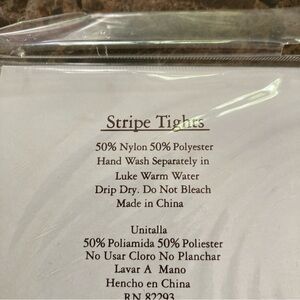 Stripe Tights
50% Nylon 50% Polyester
Hand Wash Separately in
Luke Warm Water
Drip Dry. Do Not Bleach
Made in China
Unitalla
50% Poliamida 50% Poliester
No Usar Cloro No Planchar
Lavar A Mano
Hencho en China
RN 82293